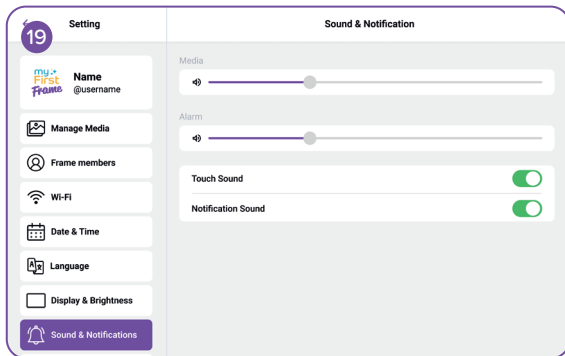 19
Setting
Sound & Notification
my
First
Frame
Name
@username
Manage Media
Frame members
Wi-Fi
Date & Time
Language
Display & Brightness
Sound & Notifications
Media
Alarm
Touch Sound
Notification Sound